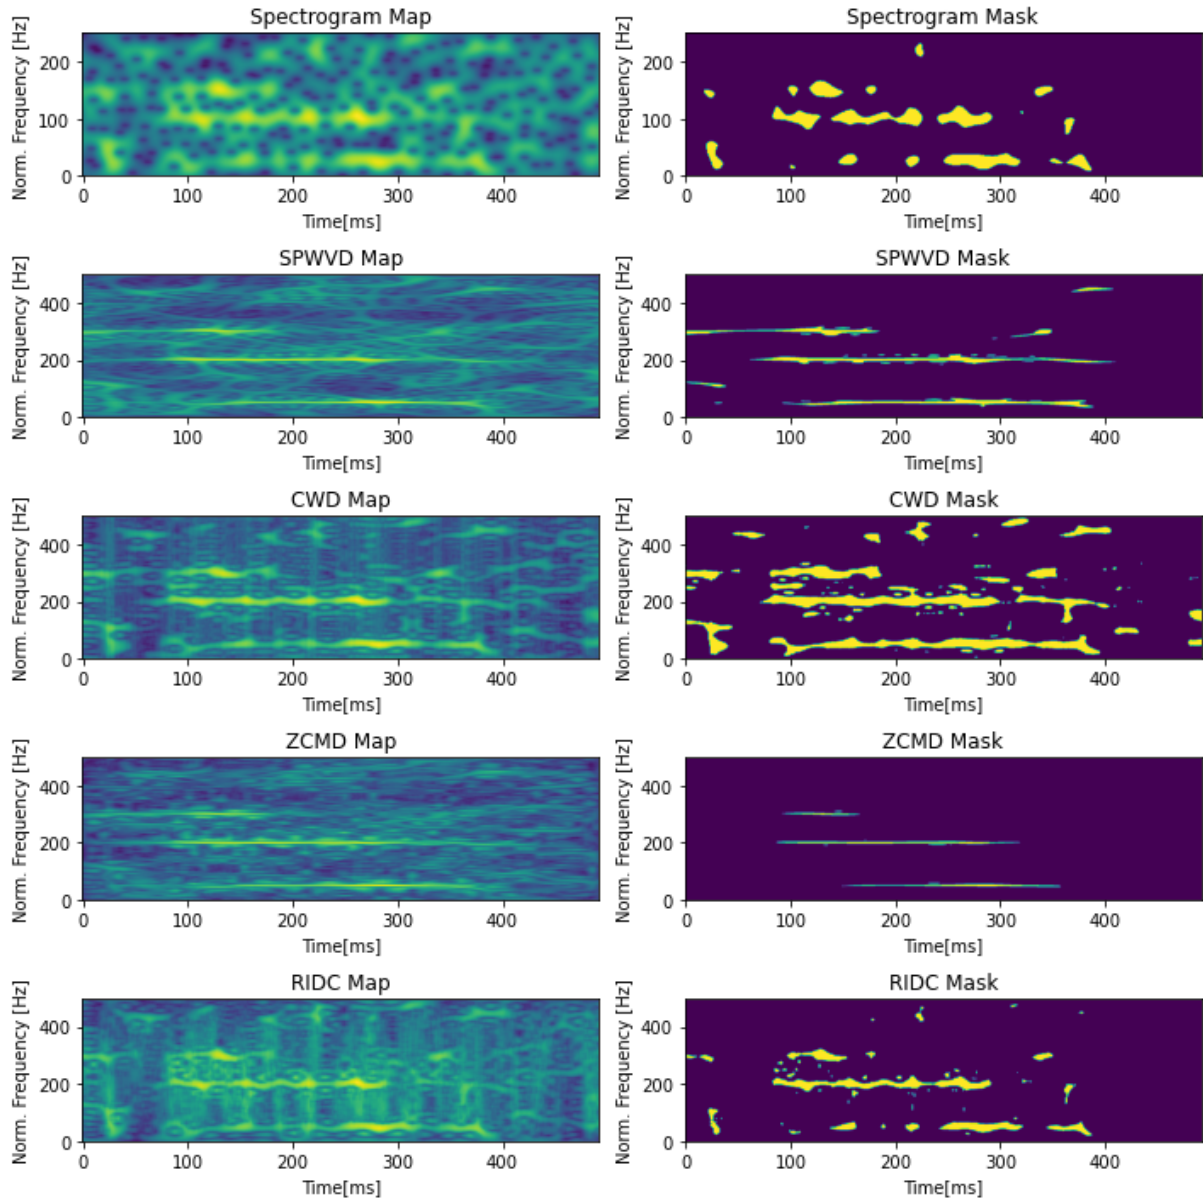 Spectrogram Map
Norm. Frequency [Hz]
200
100
0
0 100 200 300 400
Time[ms]
Spectrogram Mask
Norm. Frequency [Hz]
200
100
0
0 100 200 300 400
Time[ms]
SPWVD Map
Norm. Frequency [Hz]
400
200
0
0 100 200 300 400
Time[ms]
SPWVD Mask
Norm. Frequency [Hz]
400
200
0
0 100 200 300 400
Time[ms]
CWD Map
Norm. Frequency [Hz]
400
200
0
0 100 200 300 400
Time[ms]
CWD Mask
Norm. Frequency [Hz]
400
200
0
0 100 200 300 400
Time[ms]
ZCMD Map
Norm. Frequency [Hz]
400
200
0
0 100 200 300 400
Time[ms]
ZCMD Mask
Norm. Frequency [Hz]
400
200
0
0 100 200 300 400
Time[ms]
RIDC Map
Norm. Frequency [Hz]
400
200
0
0 100 200 300 400
Time[ms]
RIDC Mask
Norm. Frequency [Hz]
400
200
0
0 100 200 300 400
Time[ms]